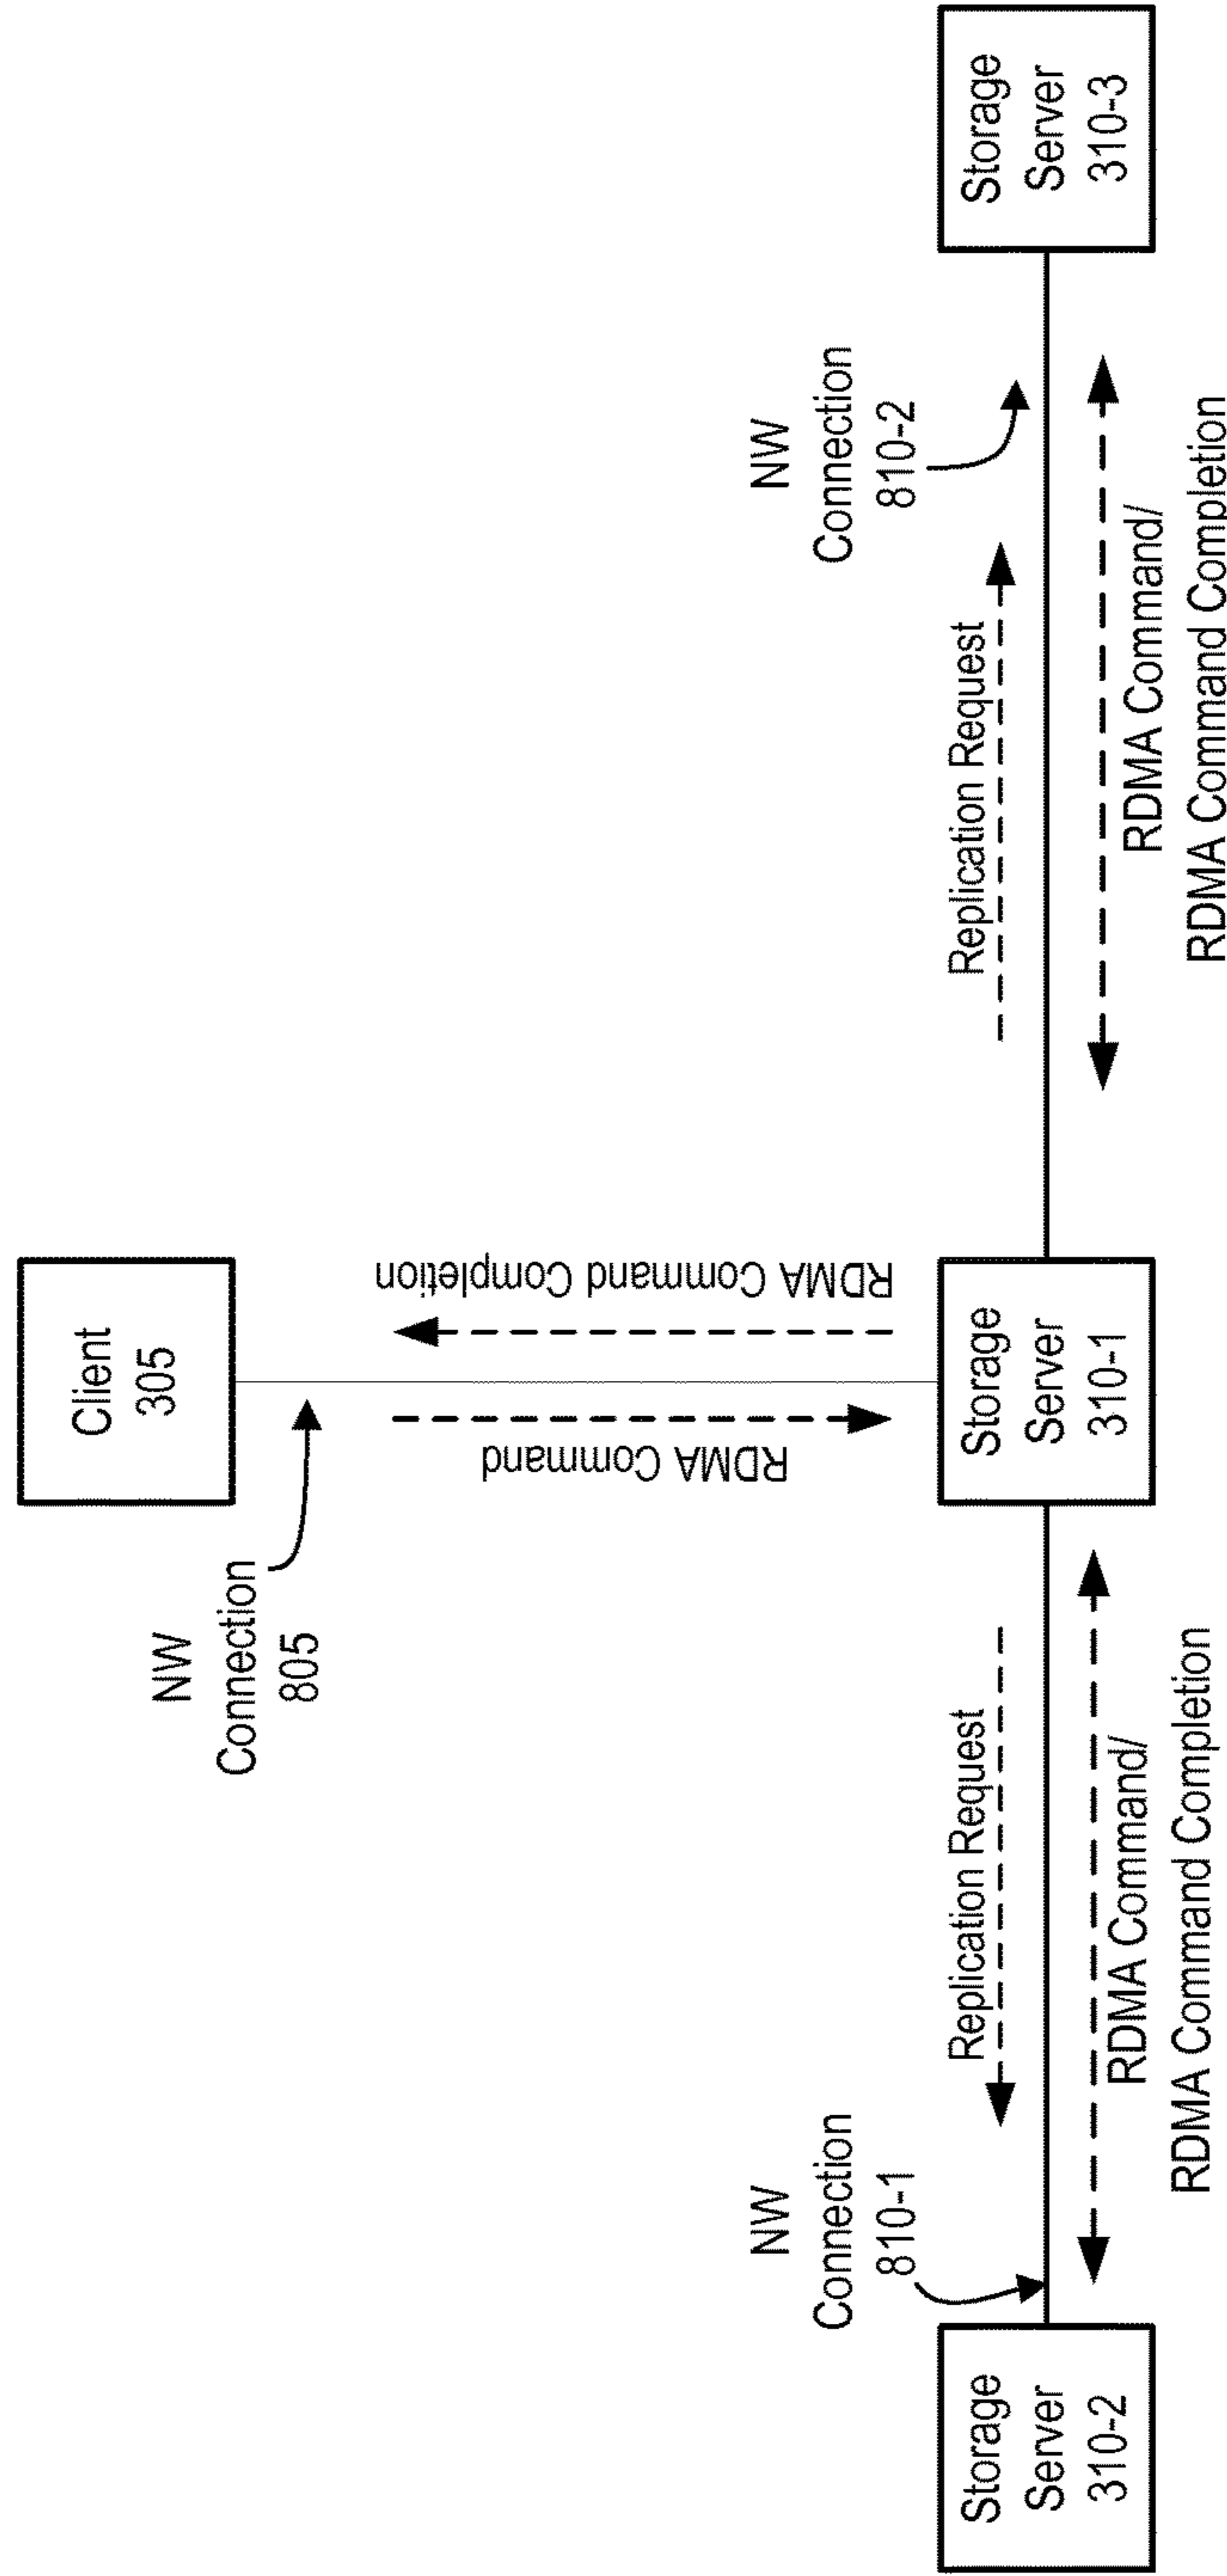 Client
305
NW
Connection
805
RDMA Command
RDMA Command Completion
NW
Connection
810-1
Replication Request
Replication Request
NW
Connection
810-2
Storage
Server
310-2
Storage
Server
310-1
Storage
Server
310-3
RDMA Command/
RDMA Command Completion
RDMA Command/
RDMA Command Completion